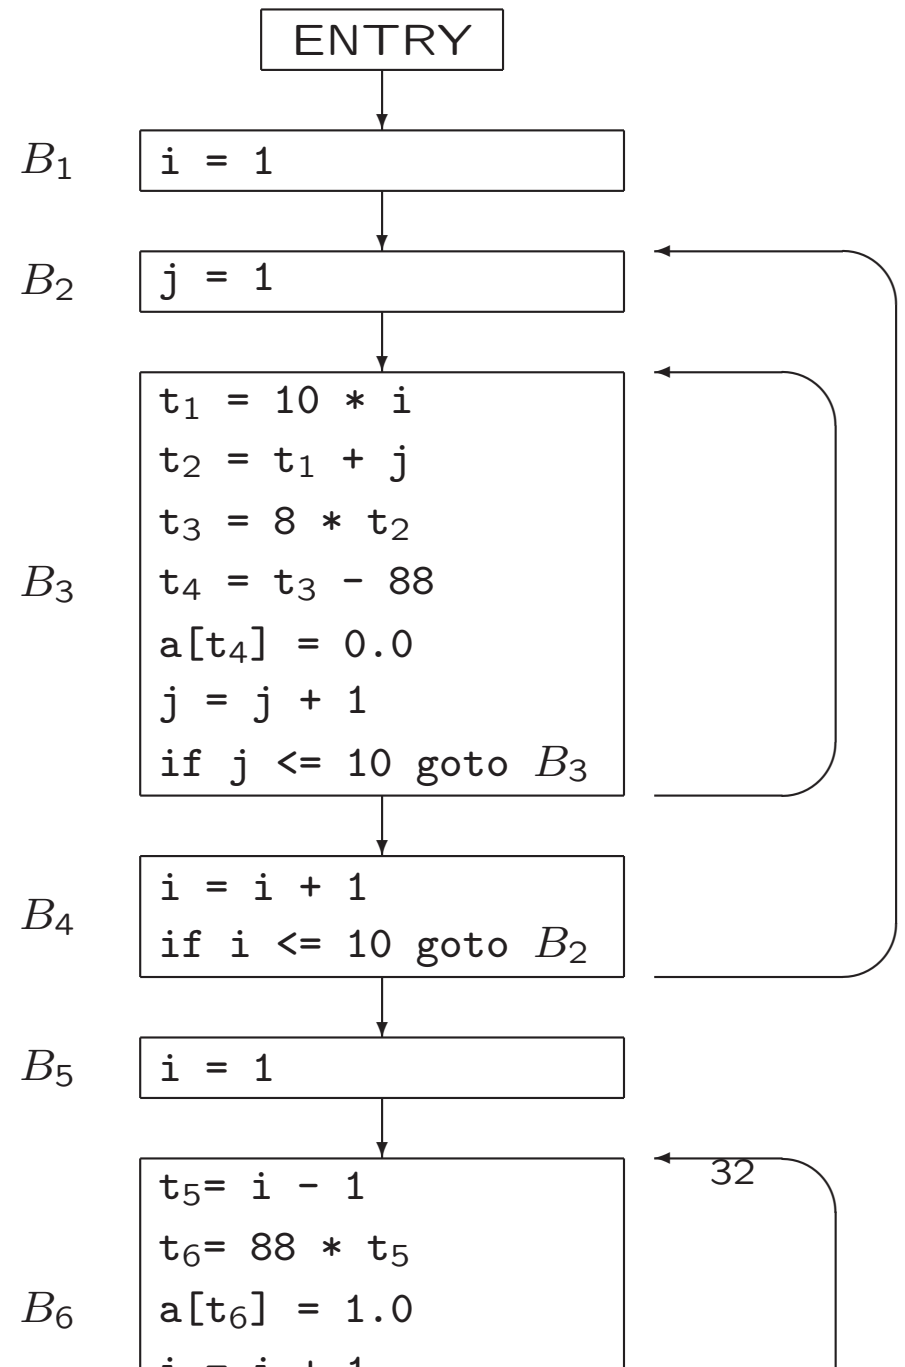 ENTRY
B₁
i = 1
B₂
j = 1
B₃
t₁ = 10 * i
t₂ = t₁ + j
t₃ = 8 * t₂
t₄ = t₃ - 88
a[t₄] = 0.0
j = j + 1
if j <= 10 goto B₃
B₄
i = i + 1
if i <= 10 goto B₂
B₅
i = 1
32
B₆
t₅= i - 1
t₆= 88 * t₅
a[t₆] = 1.0